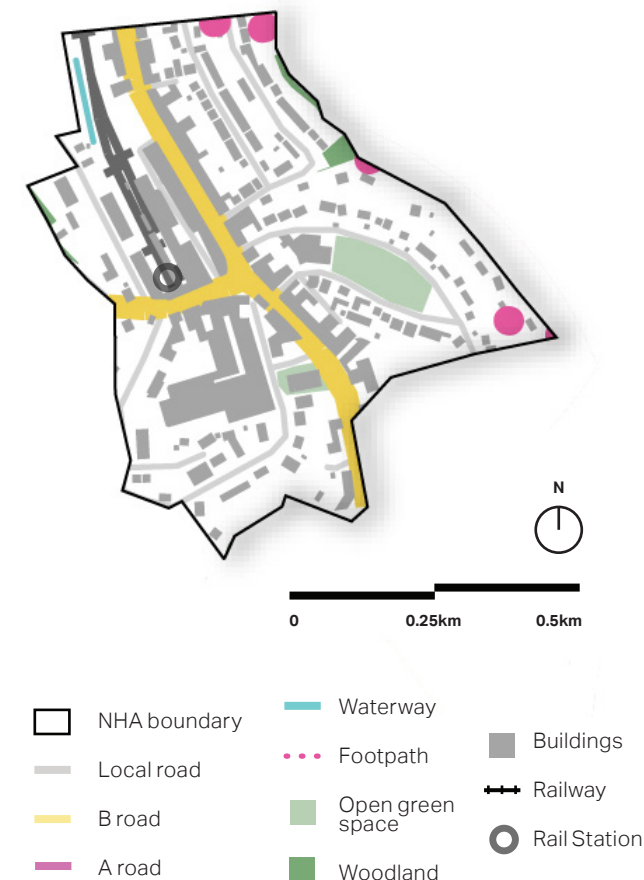 N
0
0.25km
0.5km
NHA boundary
Local road
B road
A road
Waterway
Footpath
Open green
space
Woodland
Buildings
Railway
Rail Station